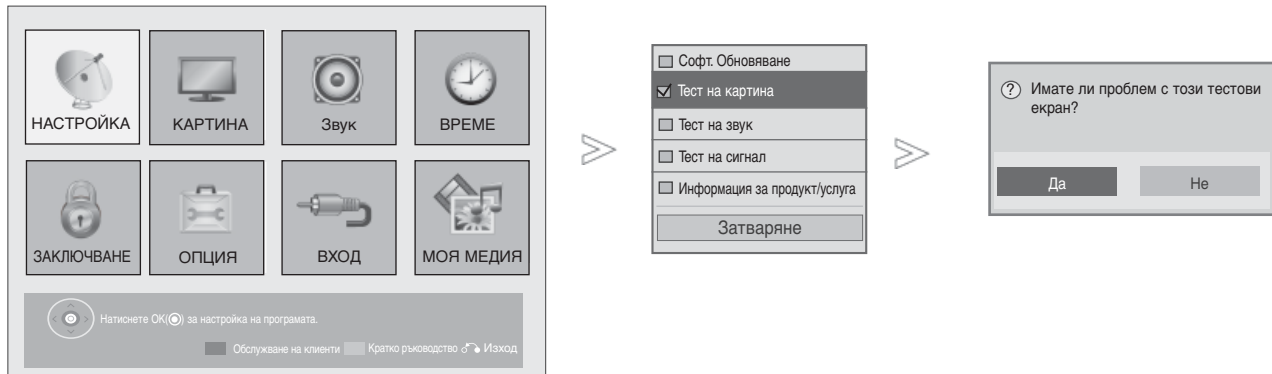 НАСТРОЙКА
КАРТИНА
Звук
ВРЕМЕ
ЗАКЛЮЧВАНЕ
ОПЦИЯ
ВХОД
МОЯ МЕДИЯ
Натиснете ОК(◉) за настройка на програмата.
Обслужване на клиенти Кратко ръководство Изход
Софт. Обновяване
Тест на картина
Тест на звук
Тест на сигнал
Информация за продукт/услуга
Затваряне
? Имате ли проблем с този тестови
екран?
Да
Не